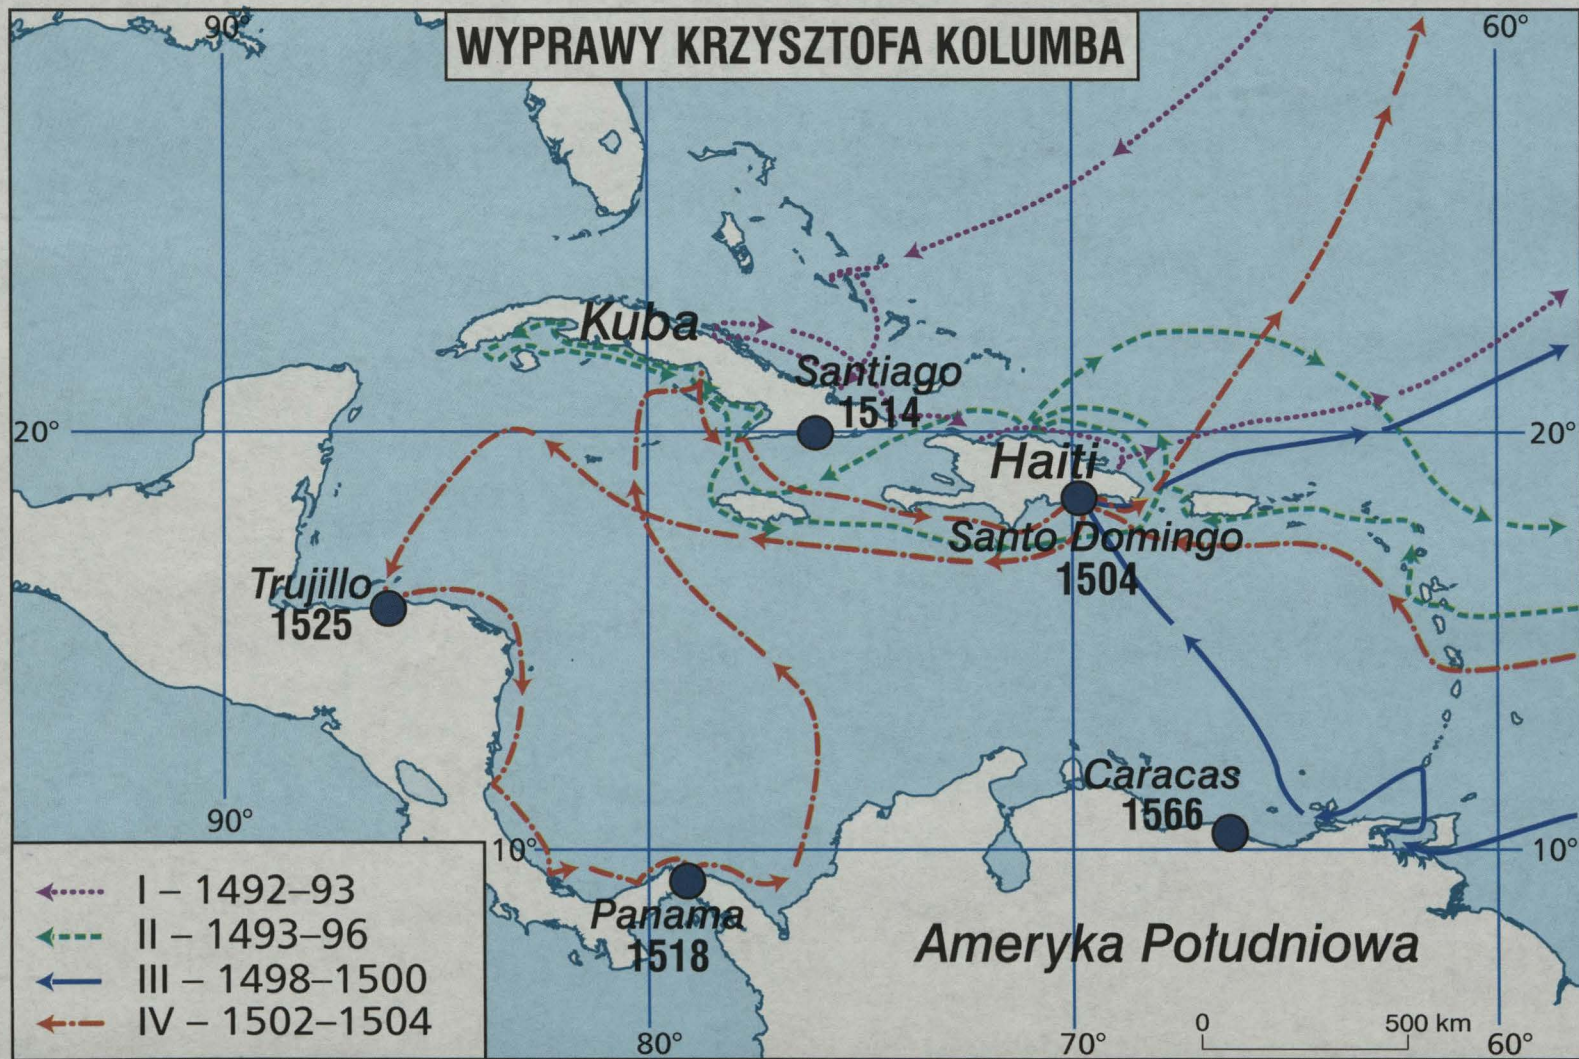 90°
WYPRAWY KRZYSZTOFA KOLUMBA
60°
Kuba
Santiago
1514
20°
20°
Haiti
Santo Domingo
1504
Trujillo
1525
Caracas
1566
90°
10°
10°
I – 1492–93
II – 1493–96
III – 1498–1500
IV – 1502–1504
Panama
1518
Ameryka Południowa
80°
70°
0 500 km
60°